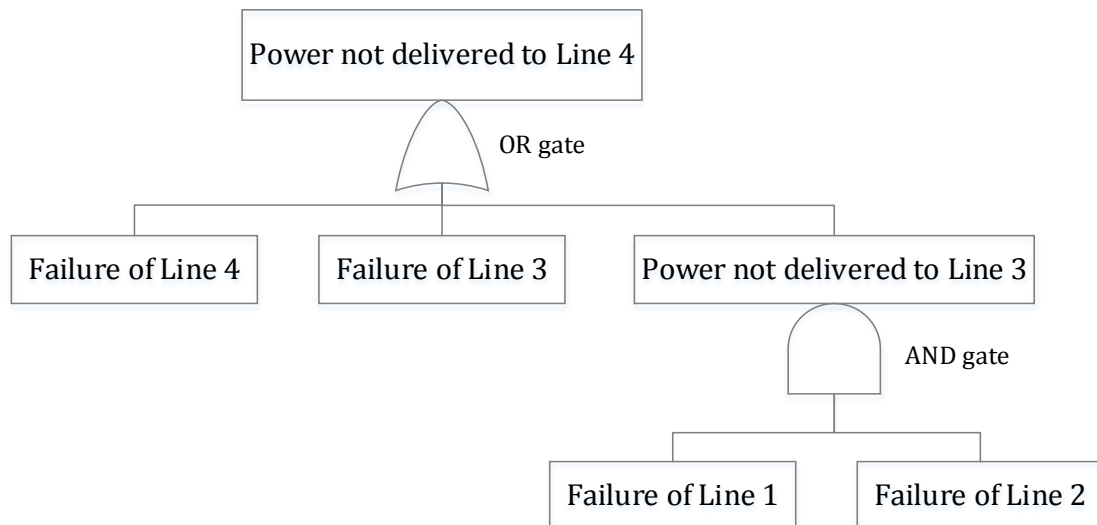 Power not delivered to Line 4
OR gate
Failure of Line 4
Failure of Line 3
Power not delivered to Line 3
AND gate
Failure of Line 1
Failure of Line 2